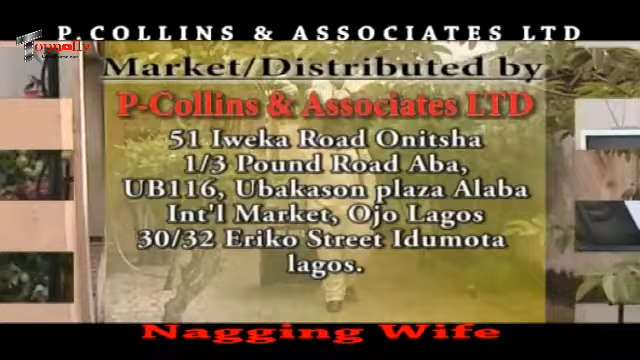 P.COLLINS & ASSOCIATES LTD
Toppally
Market/Distributed by
P-Collins & Associates LTD
51 Iweka Road Onitsha
1/3 Pound Road Aba,
UB116, Ubakason plaza Alaba
Int'l Market, Ojo Lagos
30/32 Eriko Street Idumota
lagos.
Nagging Wife